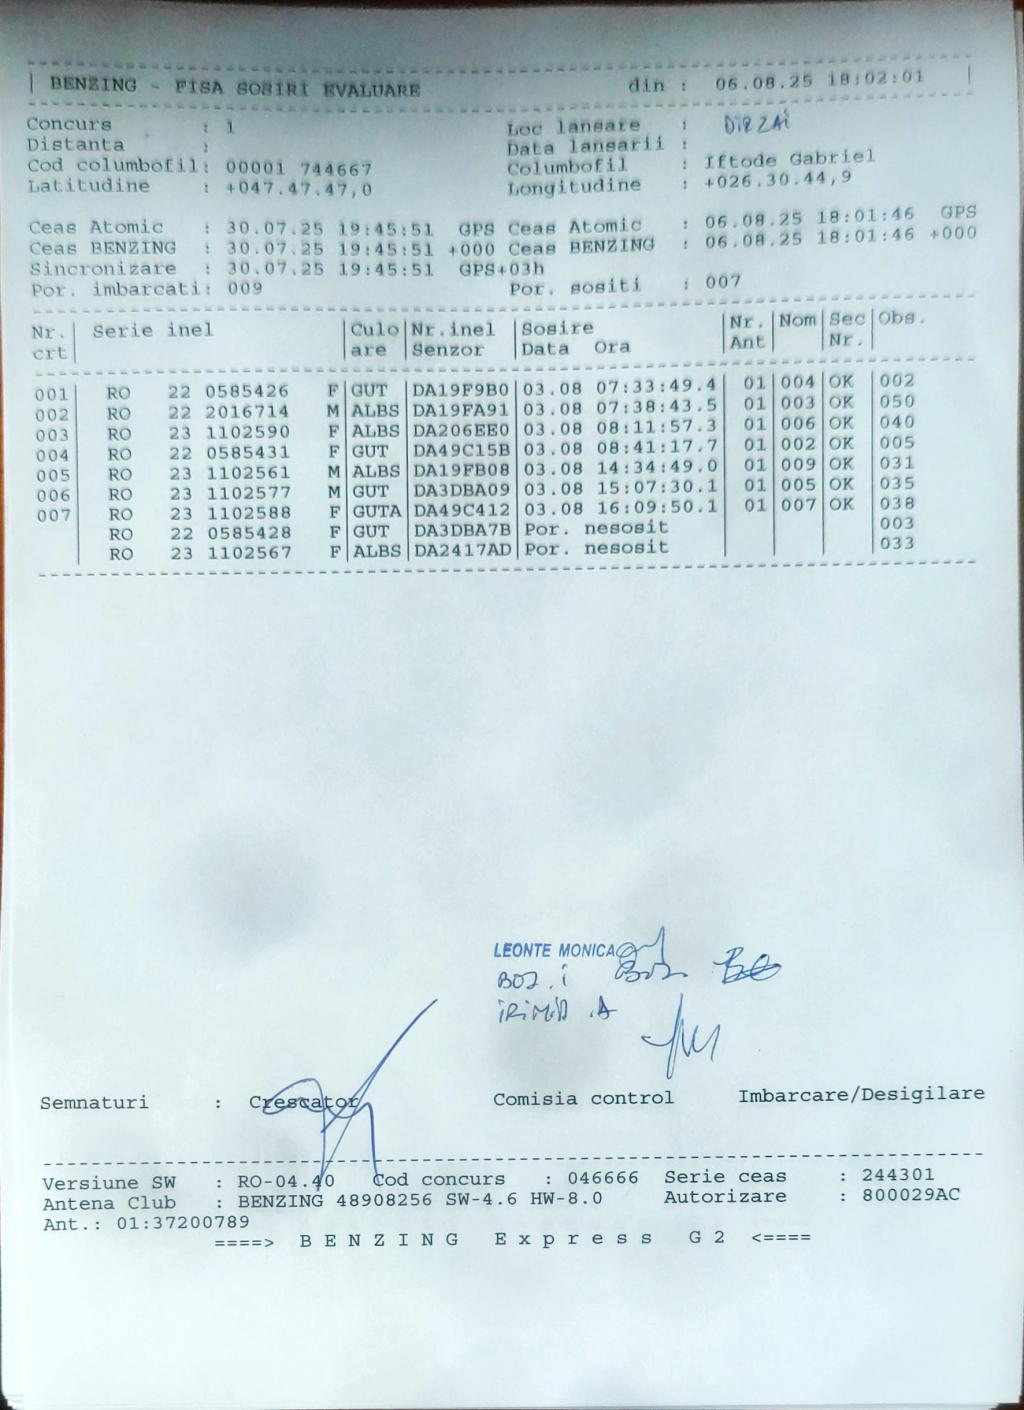 | BENZING - FISA SOSIRI EVALUARE din : 06.08.25 18:02:01 |
Concurs : 1 Loc lansare : DIRZAI
Distanta : Data lansarii :
Cod columbofil: 00001 744667 Columbofil : Iftode Gabriel
Latitudine : +047.47.47,0 Longitudine : +026.30.44,9
Ceas Atomic : 30.07.25 19:45:51 GPS Ceas Atomic : 06.08.25 18:01:46 GPS
Ceas BENZING : 30.07.25 19:45:51 +000 Ceas BENZING : 06.08.25 18:01:46 +000
Sincronizare : 30.07.25 19:45:51 GPS+03h
Por. imbarcati: 009 Por. sositi : 007
Nr. | Serie inel |Culo|Nr.inel |Sosire |Nr.|Nom|Sec|Obs.
crt| |are |Senzor |Data Ora |Ant| |Nr.|
001 | RO 22 0585426 F|GUT |DA19F9B0|03.08 07:33:49.4| 01|004|OK |002
002 | RO 22 2016714 M|ALBS|DA19FA91|03.08 07:38:43.5| 01|003|OK |050
003 | RO 23 1102590 F|ALBS|DA206EE0|03.08 08:11:57.3| 01|006|OK |040
004 | RO 22 0585431 F|GUT |DA49C15B|03.08 08:41:17.7| 01|002|OK |005
005 | RO 23 1102561 M|ALBS|DA19FB08|03.08 14:34:49.0| 01|009|OK |031
006 | RO 23 1102577 M|GUT |DA3DBA09|03.08 15:07:30.1| 01|005|OK |035
007 | RO 23 1102588 F|GUTA|DA49C412|03.08 16:09:50.1| 01|007|OK |038
| RO 22 0585428 F|GUT |DA3DBA7B|Por. nesosit | | | |003
| RO 23 1102567 F|ALBS|DA2417AD|Por. nesosit | | | |033
LEONTE MONICA
BOJ . i
iRiMiA . A
Semnaturi : Crescator Comisia control Imbarcare/Desigilare
Versiune SW : RO-04.40 Cod concurs : 046666 Serie ceas : 244301
Antena Club : BENZING 48908256 SW-4.6 HW-8.0 Autorizare : 800029AC
Ant.: 01:37200789
====> B E N Z I N G E x p r e s s G 2 <====